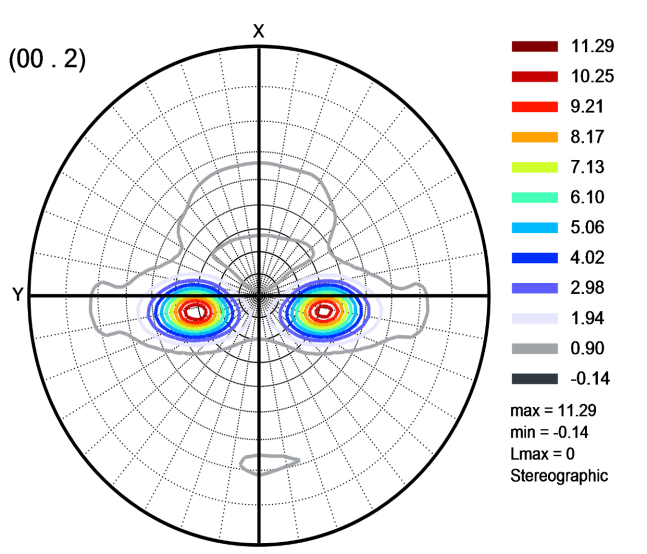 X
(00 . 2)
Y
11.29
10.25
9.21
8.17
7.13
6.10
5.06
4.02
2.98
1.94
0.90
-0.14
max = 11.29
min = -0.14
Lmax = 0
Stereographic